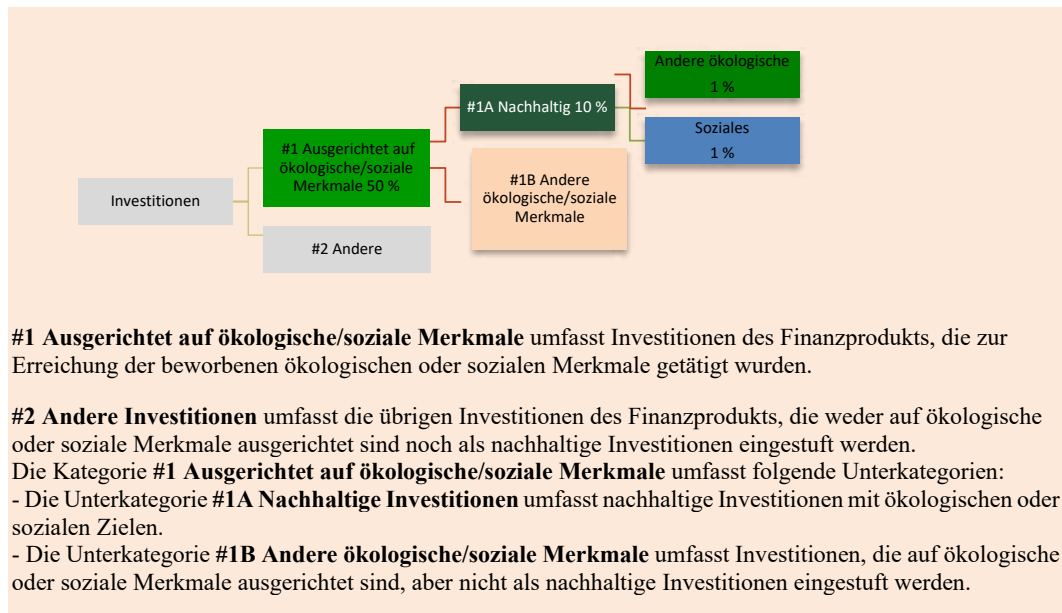 Andere ökologische
1 %
#1A Nachhaltig 10 %
Soziales
1 %
#1 Ausgerichtet auf
ökologische/soziale
Merkmale 50 %
#1B Andere
ökologische/soziale
Merkmale
Investitionen
#2 Andere
#1 Ausgerichtet auf ökologische/soziale Merkmale umfasst Investitionen des Finanzprodukts, die zur
Erreichung der beworbenen ökologischen oder sozialen Merkmale getätigt wurden.
#2 Andere Investitionen umfasst die übrigen Investitionen des Finanzprodukts, die weder auf ökologische
oder soziale Merkmale ausgerichtet sind noch als nachhaltige Investitionen eingestuft werden.
Die Kategorie #1 Ausgerichtet auf ökologische/soziale Merkmale umfasst folgende Unterkategorien:
- Die Unterkategorie #1A Nachhaltige Investitionen umfasst nachhaltige Investitionen mit ökologischen oder
sozialen Zielen.
- Die Unterkategorie #1B Andere ökologische/soziale Merkmale umfasst Investitionen, die auf ökologische
oder soziale Merkmale ausgerichtet sind, aber nicht als nachhaltige Investitionen eingestuft werden.